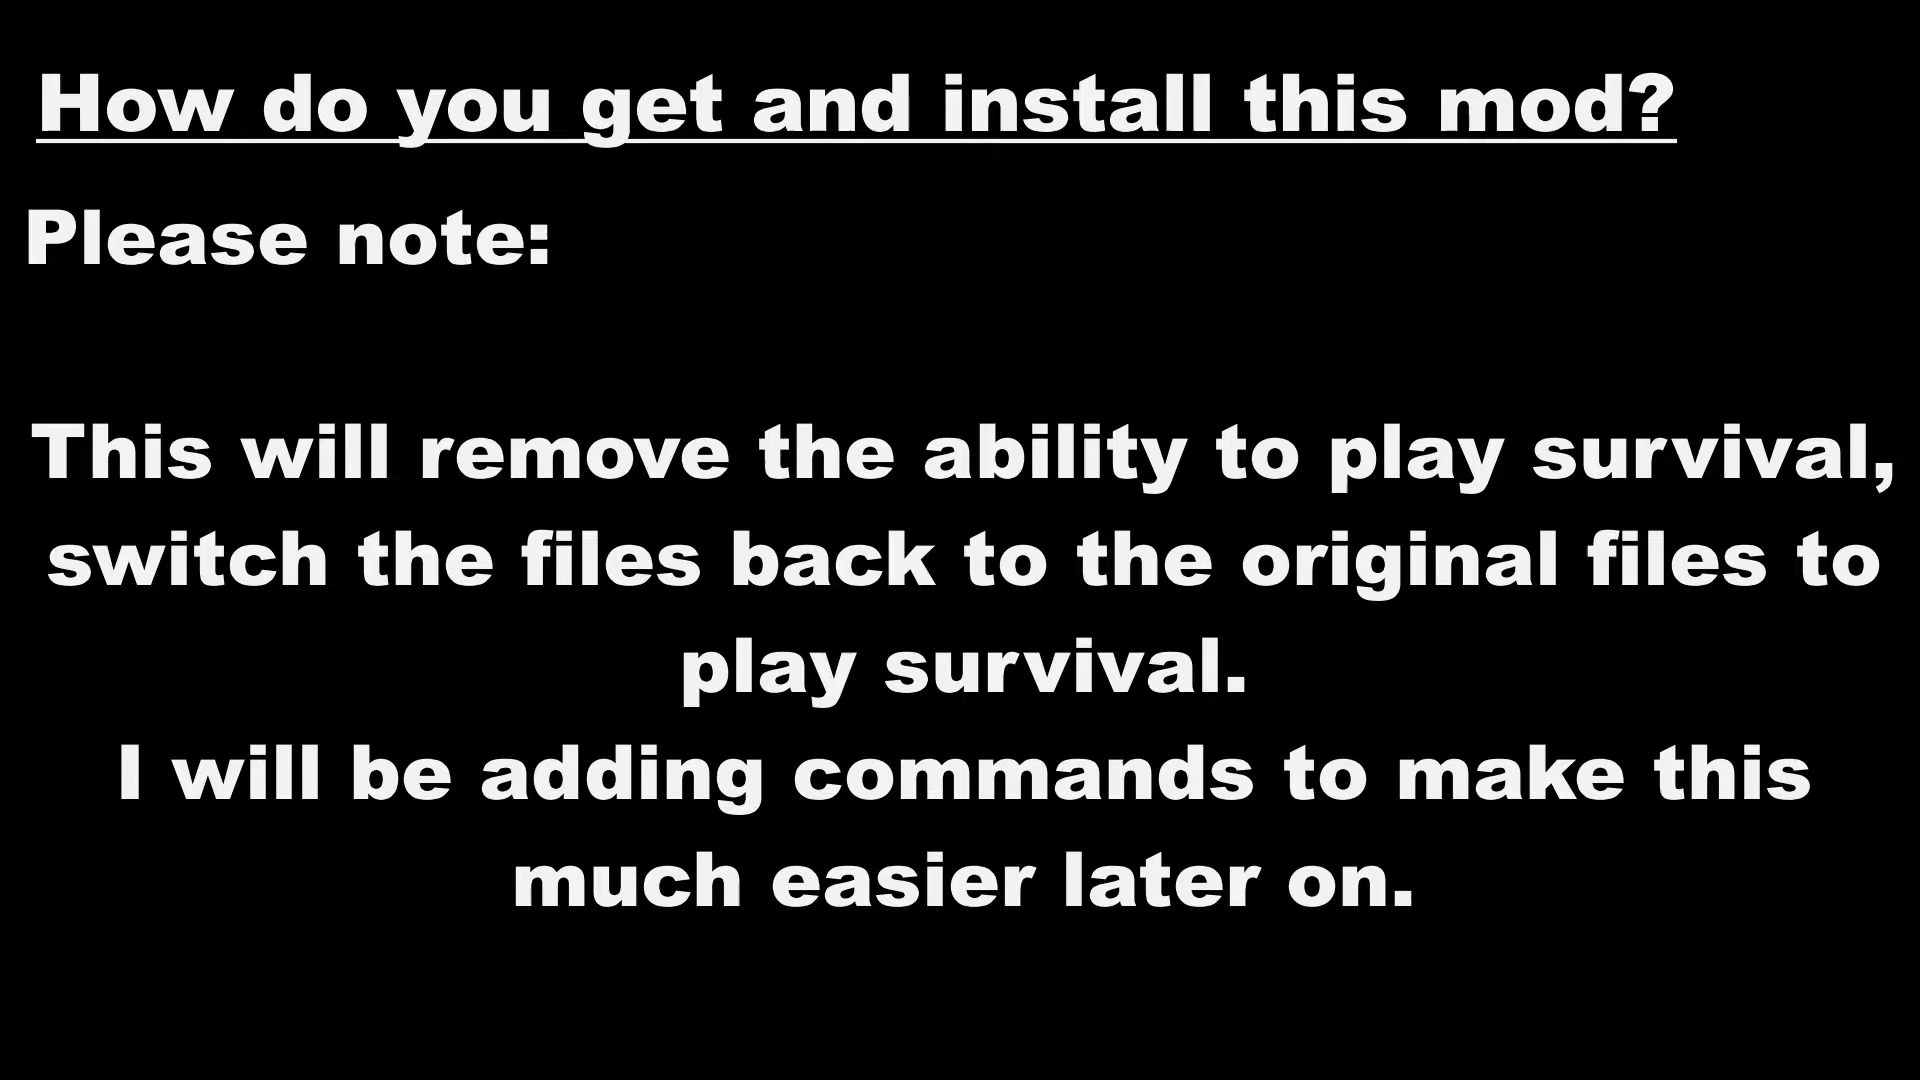 How do you get and install this mod?
Please note:
This will remove the ability to play survival,
switch the files back to the original files to
play survival.
I will be adding commands to make this
much easier later on.